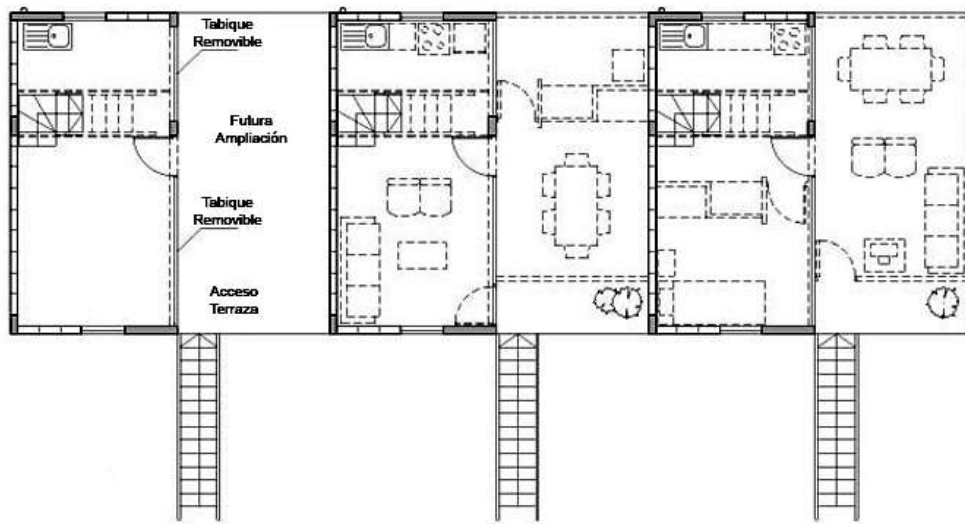 Tabique
Removible
Futura
Ampliación
Tabique
Removible
Acceso
Terraza